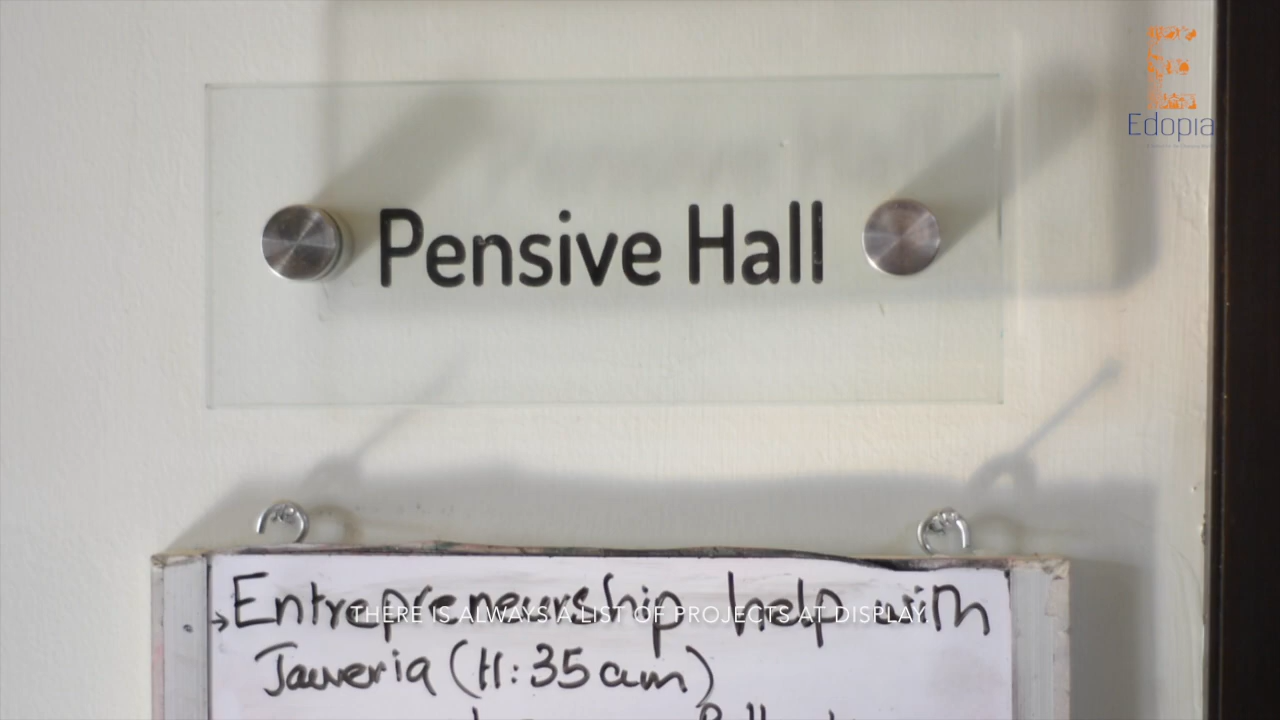 Edopia
Pensive Hall
→ Entrepreneurship help with
THERE IS ALWAYS A LIST OF PROJECTS AT DISPLAY.
Jaweria (11:35 am)